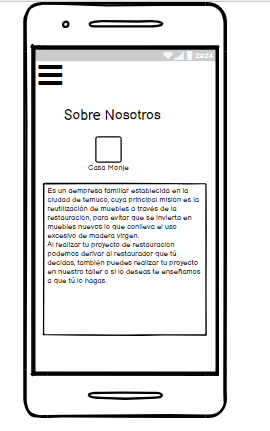 20:24
Sobre Nosotros
Casa Monje
Es un aempresa familiar establecida en la
ciudad de temuco, cuya principal misión es la
reutilización de muebles a través de la
restauración, para evitar que se invierta en
muebles nuevos lo que conlleva el uso
excesivo de madera virgen.
Al realizar tu proyecto de restauración
podemos derivar al restaurador que tú
decidas, también puedes realizar tu proyecto
en nuestro taller o si lo deseas te enseñamos
a que tú lo hagas.